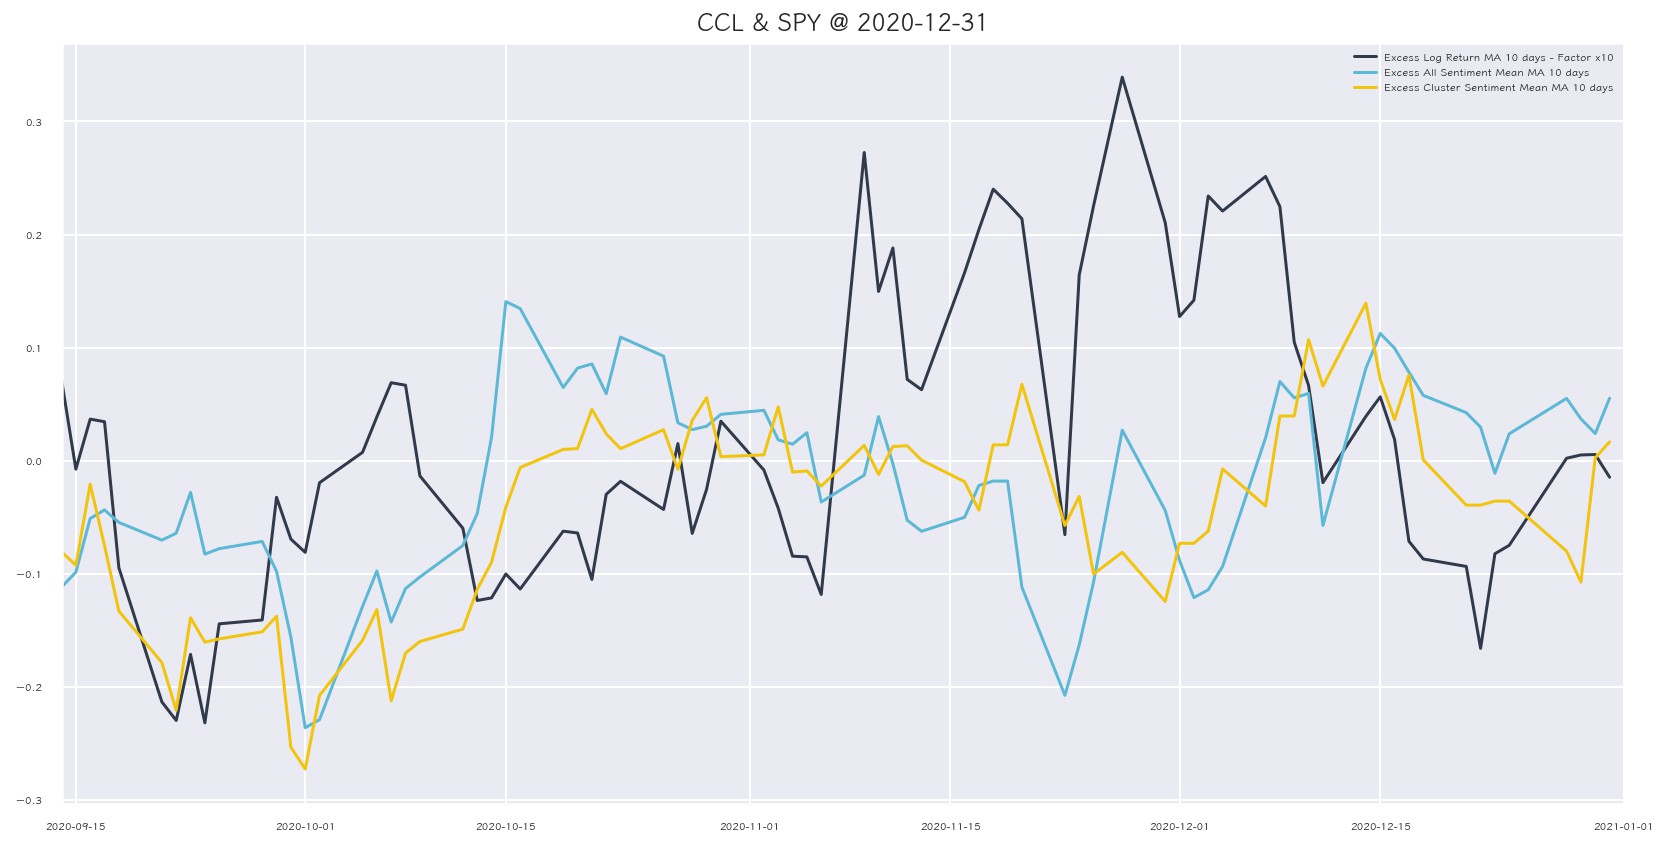 CCL & SPY @ 2020-12-31
Excess Log Return MA 10 days - Factor x10
Excess All Sentiment Mean MA 10 days
Excess Cluster Sentiment Mean MA 10 days
0.3
0.2
0.1
0.0
−0.1
−0.2
−0.3
2020-09-15 2020-10-01 2020-10-15 2020-11-01 2020-11-15 2020-12-01 2020-12-15 2021-01-01